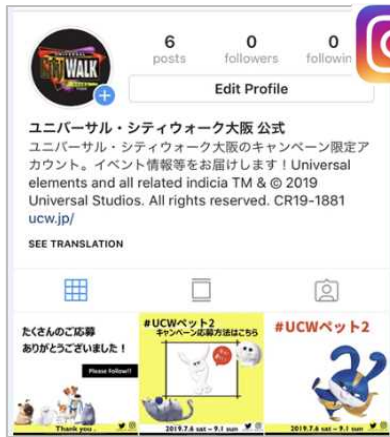 UNIVERSAL
CITYWALK
6
0
0
posts
followers
followin
Edit Profile
ユニバーサル・シティウォーク大阪 公式
ユニバーサル・シティウォーク大阪のキャンペーン限定ア
カウント。イベント情報等をお届けします！Universal
elements and all related indicia TM & © 2019
Universal Studios. All rights reserved. CR19-1881
ucw.jp/
SEE TRANSLATION
たくさんのご応募
ありがとうございました！
Please Follow!!
Thank you
#UCWペット2
キャンペーン応募方法はこちら
2019.7.6 sat – 9.1 sun
#UCWペット2
2019.7.6 sat – 9.1 sun